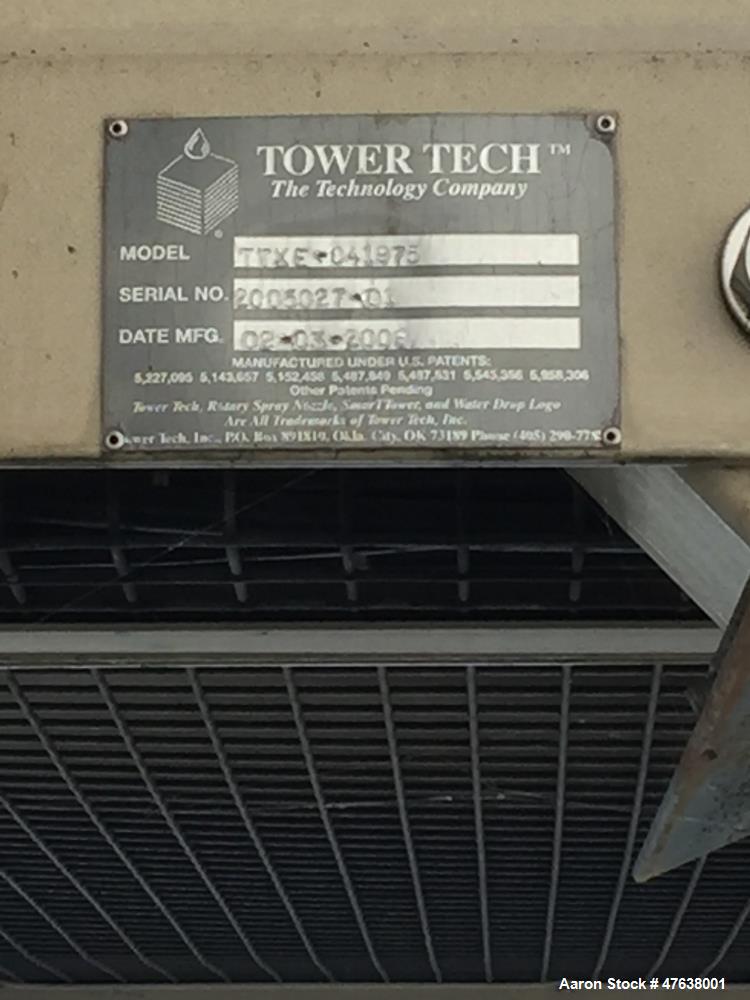 TOWER TECH™
The Technology Company
®
MODEL TTXE-041975
SERIAL NO. 2005027-01
DATE MFG. 02-03-2006
MANUFACTURED UNDER U.S. PATENTS:
5,227,095 5,143,657 5,152,458 5,487,849 5,487,531 5,545,356 5,958,306
Other Patents Pending
Tower Tech, Rotary Spray Nozzle, SmartTower, and Water Drop Logo
Are All Trademarks of Tower Tech, Inc.
Tower Tech, Inc., P.O. Box 891810, Okla. City, OK 73189 Phone (405) 290-778
Aaron Stock # 47638001